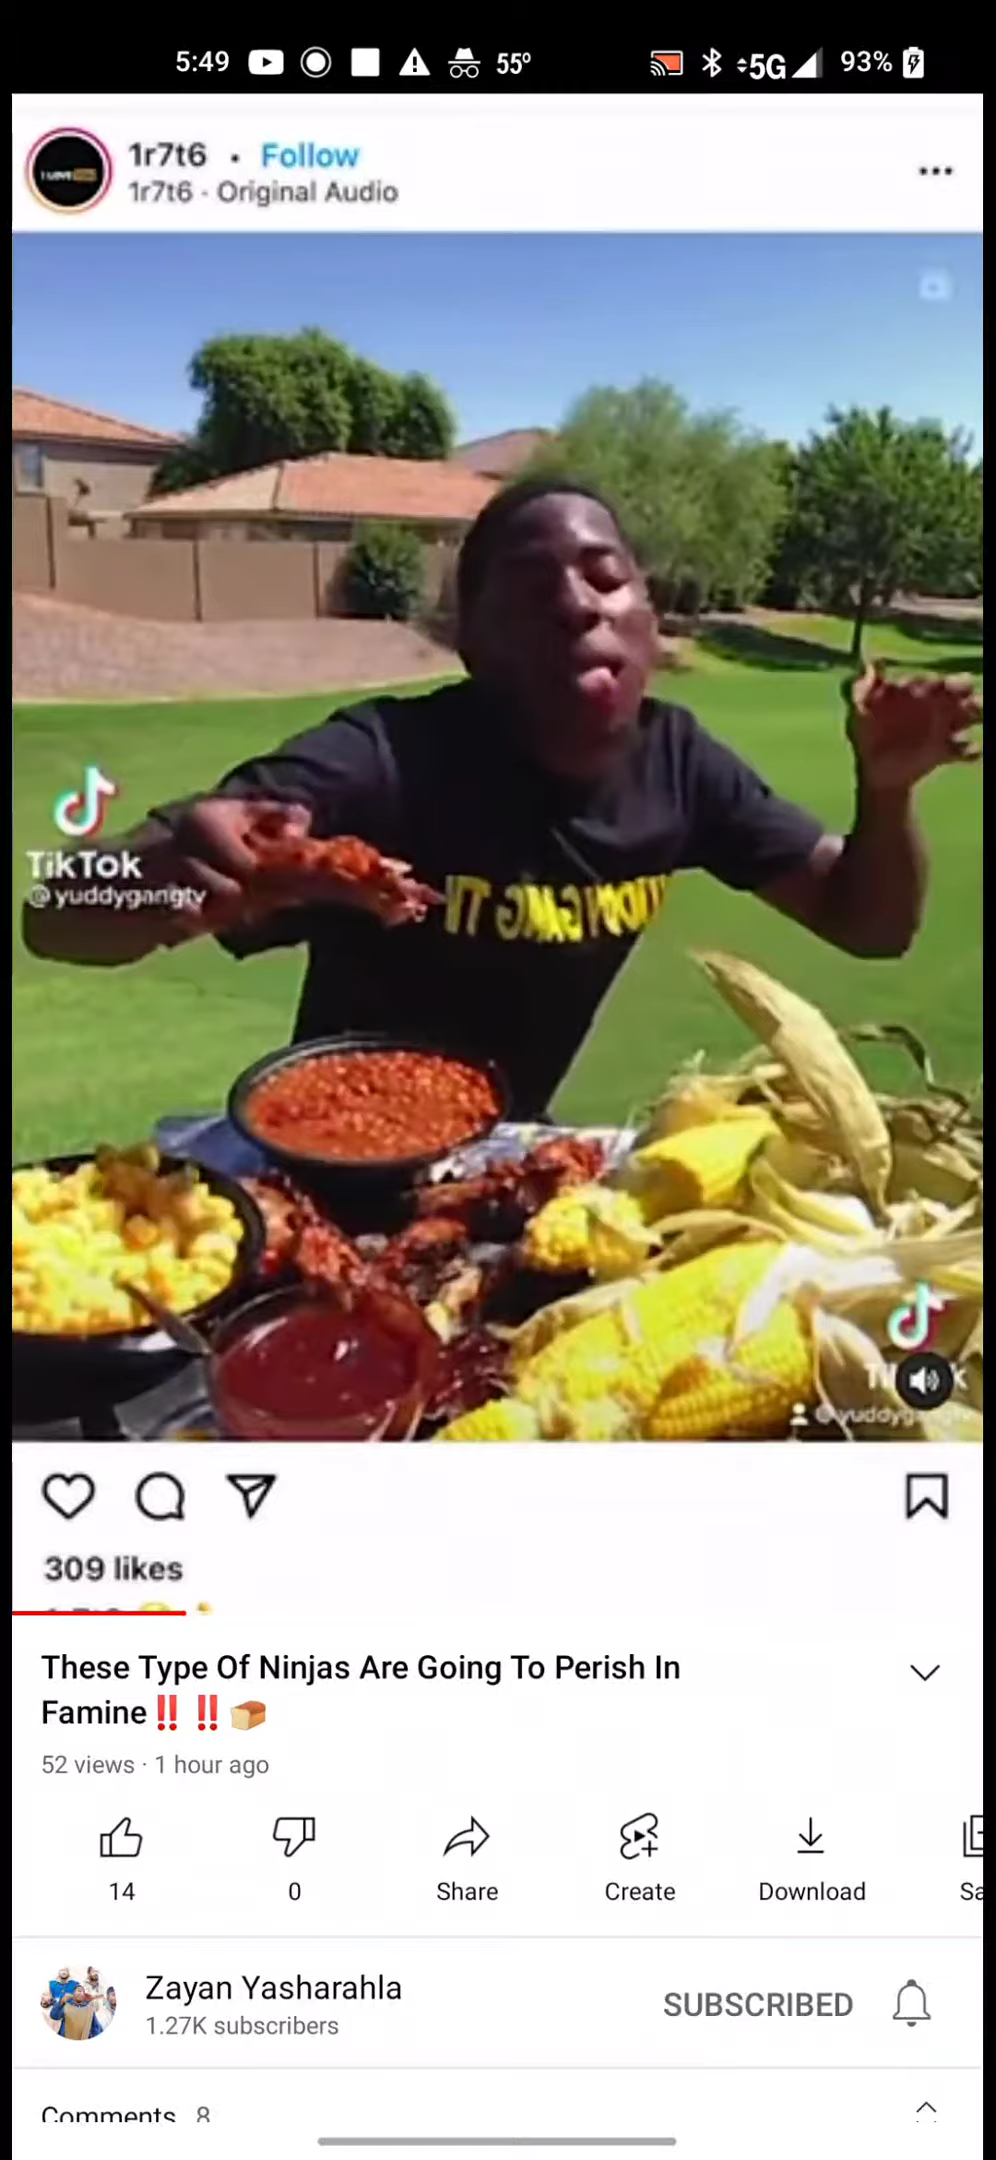 5:49 55° 5G 93%
1r7t6 · Follow
1r7t6 · Original Audio
TikTok
@yuddygangtv
309 likes
These Type Of Ninjas Are Going To Perish In
Famine‼️ ‼️ 🍞
52 views · 1 hour ago
14 0 Share Create Download
Zayan Yasharahla
1.27K subscribers
SUBSCRIBED
Comments 8